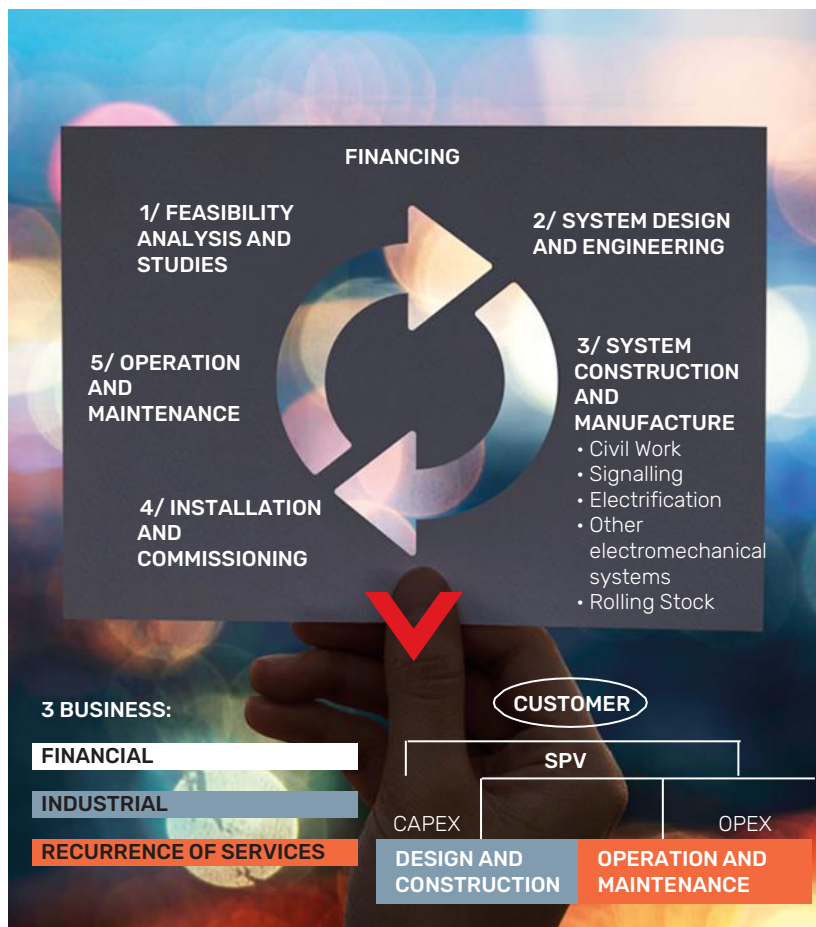 FINANCING
1/ FEASIBILITY
ANALYSIS AND
STUDIES
2/ SYSTEM DESIGN
AND ENGINEERING
3/ SYSTEM
CONSTRUCTION
AND
MANUFACTURE
• Civil Work
• Signalling
• Electrification
• Other
electromechanical
systems
• Rolling Stock
4/ INSTALLATION
AND
COMMISSIONING
5/ OPERATION
AND
MAINTENANCE
3 BUSINESS:
FINANCIAL
INDUSTRIAL
RECURRENCE OF SERVICES
CUSTOMER
SPV
CAPEX
OPEX
DESIGN AND
CONSTRUCTION
OPERATION AND
MAINTENANCE